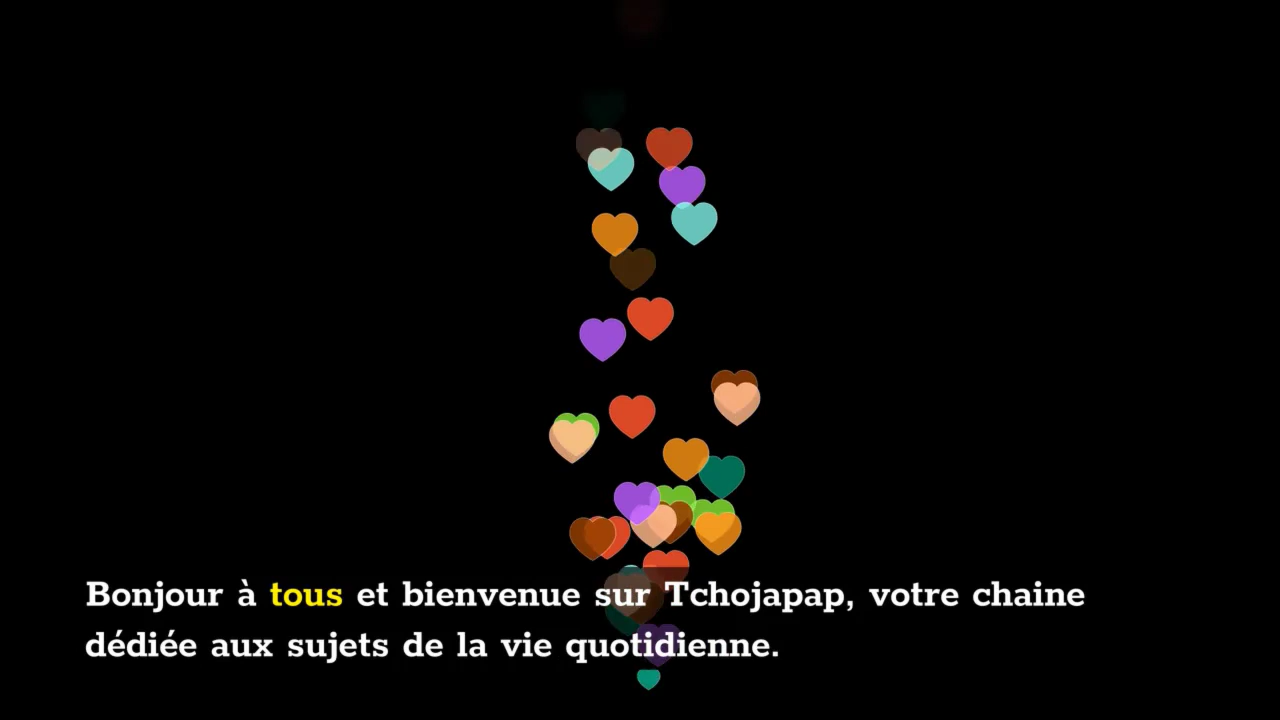 Bonjour à tous et bienvenue sur Tchojapap, votre chaine
dédiée aux sujets de la vie quotidienne.